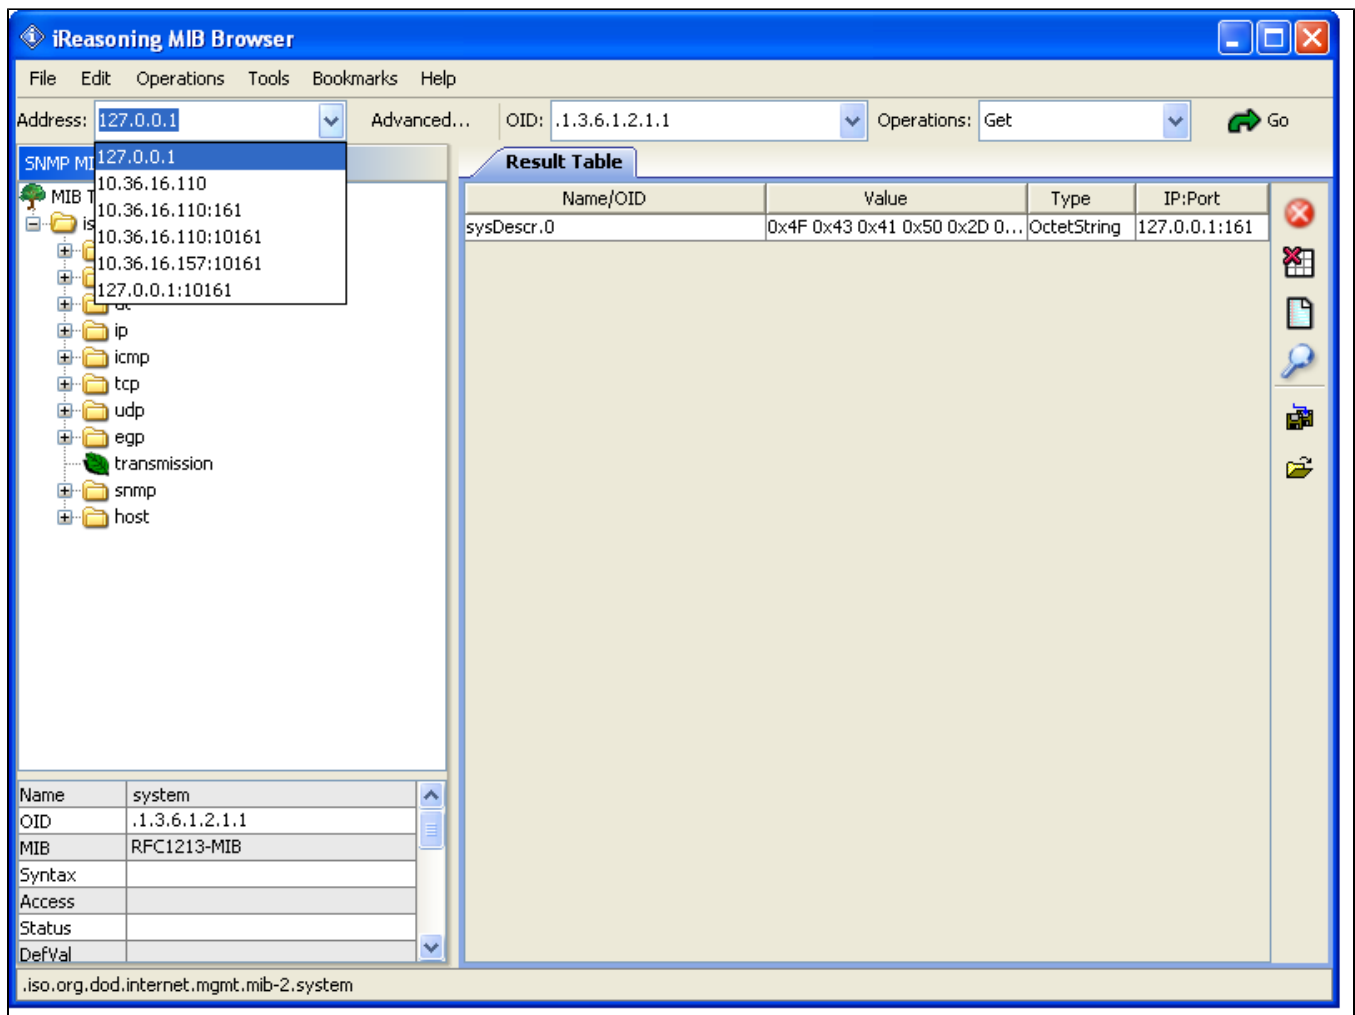 iReasoning MIB Browser
File Edit Operations Tools Bookmarks Help
Address: 127.0.0.1 Advanced... OID: .1.3.6.1.2.1.1 Operations: Get Go
127.0.0.1
10.36.16.110
10.36.16.110:161
10.36.16.110:10161
10.36.16.157:10161
127.0.0.1:10161
SNMP MI
MIB T
is
ip
icmp
tcp
udp
egp
transmission
snmp
host
Result Table
Name/OID Value Type IP:Port
sysDescr.0 0x4F 0x43 0x41 0x50 0x2D 0... OctetString 127.0.0.1:161
Name system
OID .1.3.6.1.2.1.1
MIB RFC1213-MIB
Syntax
Access
Status
DefVal
.iso.org.dod.internet.mgmt.mib-2.system